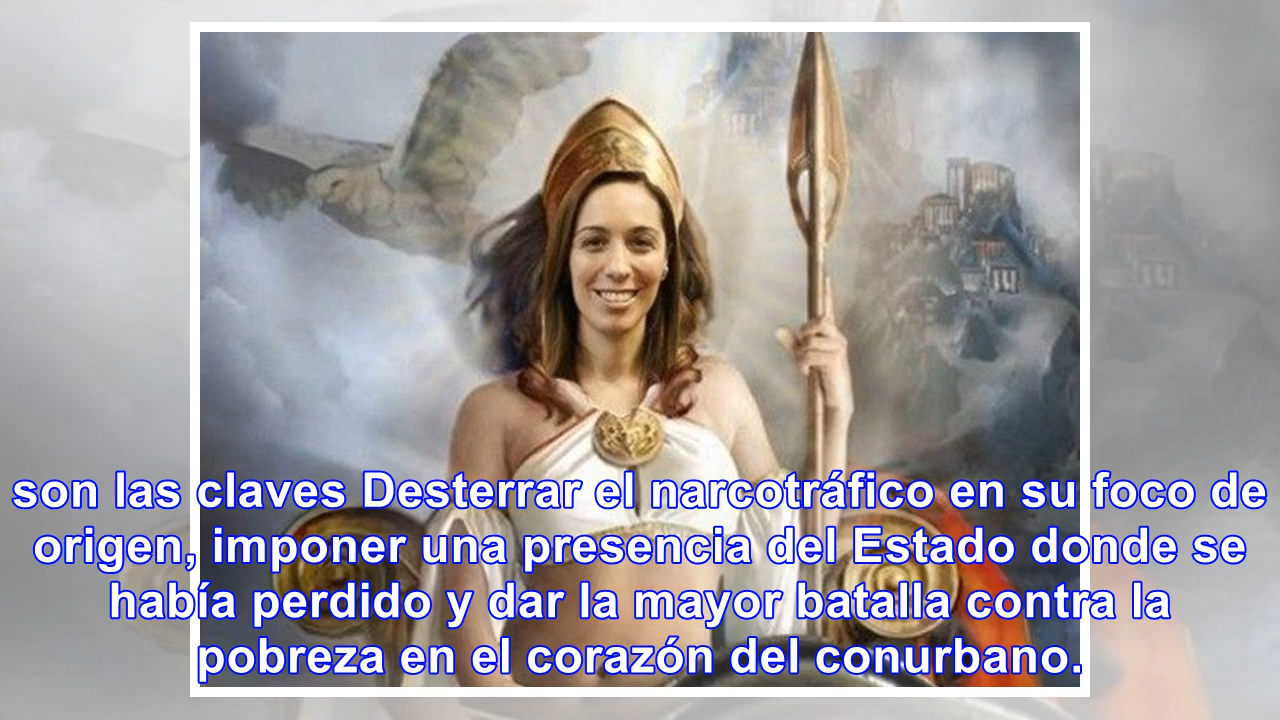 son las claves Desterrar el narcotráfico en su foco de
origen, imponer una presencia del Estado donde se
había perdido y dar la mayor batalla contra la
pobreza en el corazón del conurbano.